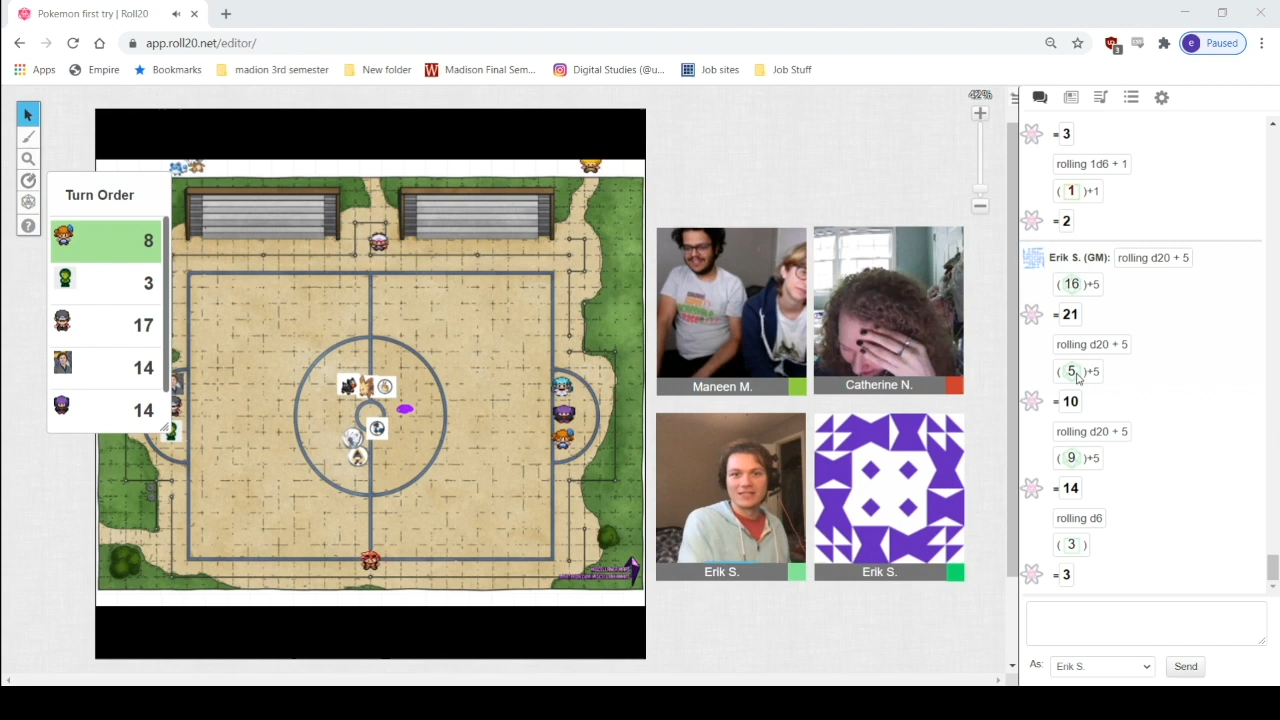 Pokemon first try | Roll20
app.roll20.net/editor/
3
e Paused
Apps Empire Bookmarks madion 3rd semester New folder Madison Final Sem... Digital Studies (@u... Job sites Job Stuff
42%
Turn Order
8
3
17
14
14
Maneen M.
Catherine N.
Erik S.
Erik S.
= 3
rolling 1d6 + 1
( 1 )+1
= 2
Erik S. (GM): rolling d20 + 5
( 16 )+5
= 21
rolling d20 + 5
( 5 )+5
= 10
rolling d20 + 5
( 9 )+5
= 14
rolling d6
( 3 )
= 3
As: Erik S. Send